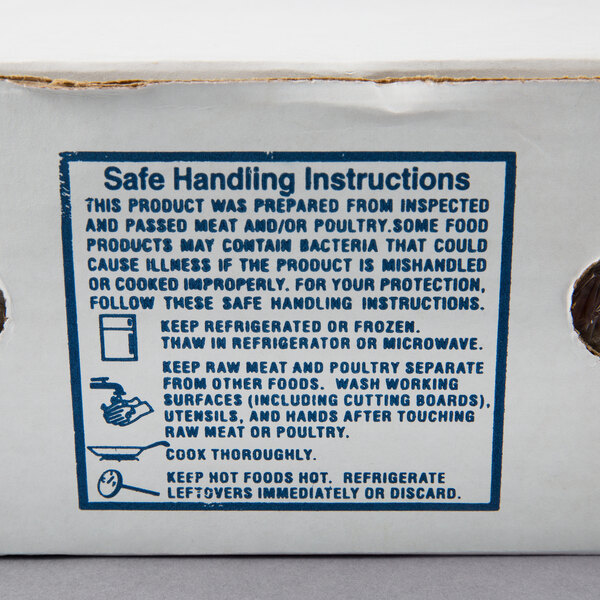 Safe Handling Instructions
THIS PRODUCT WAS PREPARED FROM INSPECTED
AND PASSED MEAT AND/OR POULTRY.SOME FOOD
PRODUCTS MAY CONTAIN BACTERIA THAT COULD
CAUSE ILLNESS IF THE PRODUCT IS MISHANDLED
OR COOKED IMPROPERLY. FOR YOUR PROTECTION,
FOLLOW THESE SAFE HANDLING INSTRUCTIONS.
KEEP REFRIGERATED OR FROZEN.
THAW IN REFRIGERATOR OR MICROWAVE.
KEEP RAW MEAT AND POULTRY SEPARATE
FROM OTHER FOODS. WASH WORKING
SURFACES (INCLUDING CUTTING BOARDS),
UTENSILS, AND HANDS AFTER TOUCHING
RAW MEAT OR POULTRY.
COOK THOROUGHLY.
KEEP HOT FOODS HOT. REFRIGERATE
LEFTOVERS IMMEDIATELY OR DISCARD.